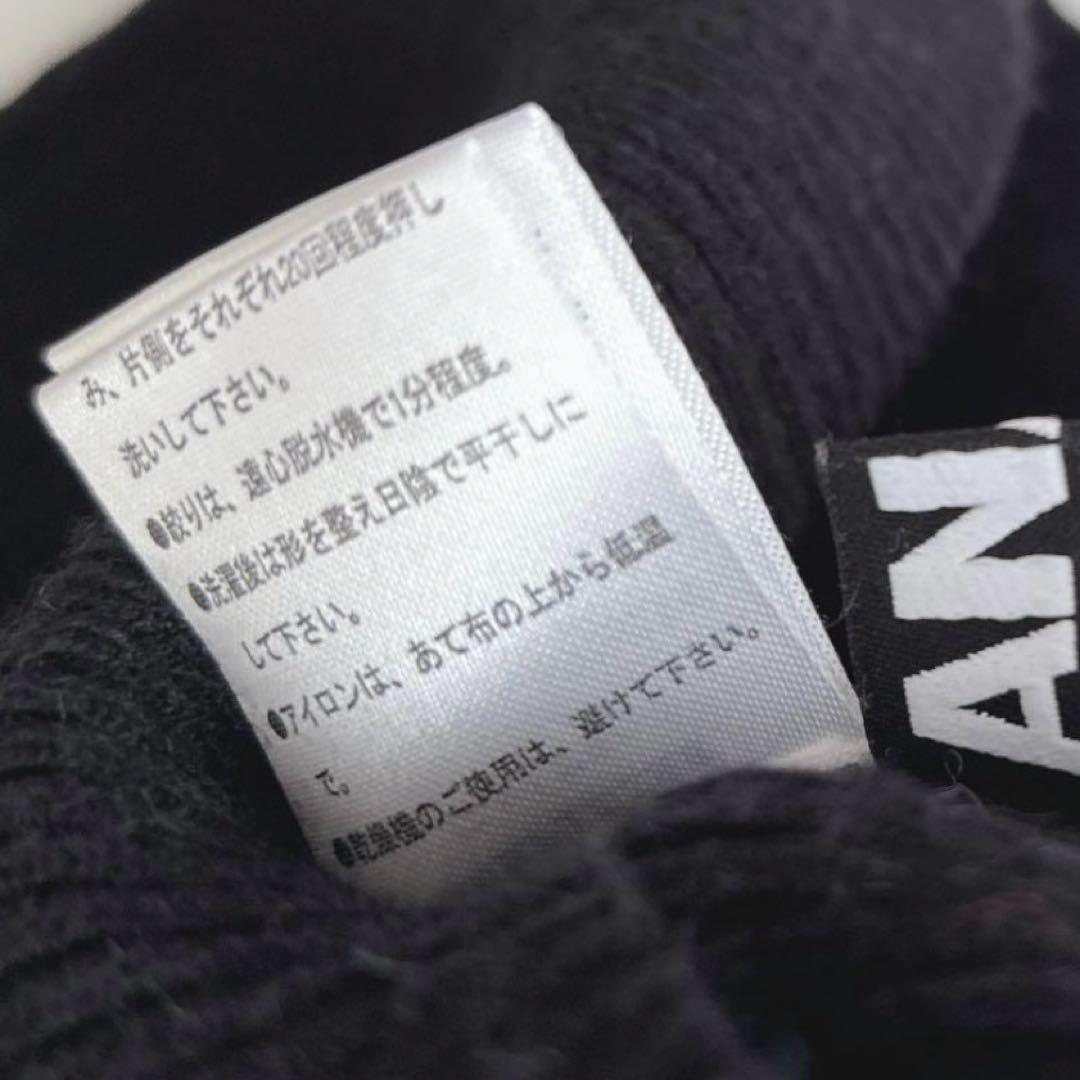 み、片側をそれぞれ20回程度押し
洗いして下さい。
●絞りは、遠心脱水機で1分程度。
●洗濯後は形を整え日陰で平干しに
して下さい。
●アイロンは、あて布の上から低温
で。
●乾燥機のご使用は、避けて下さい。
AN